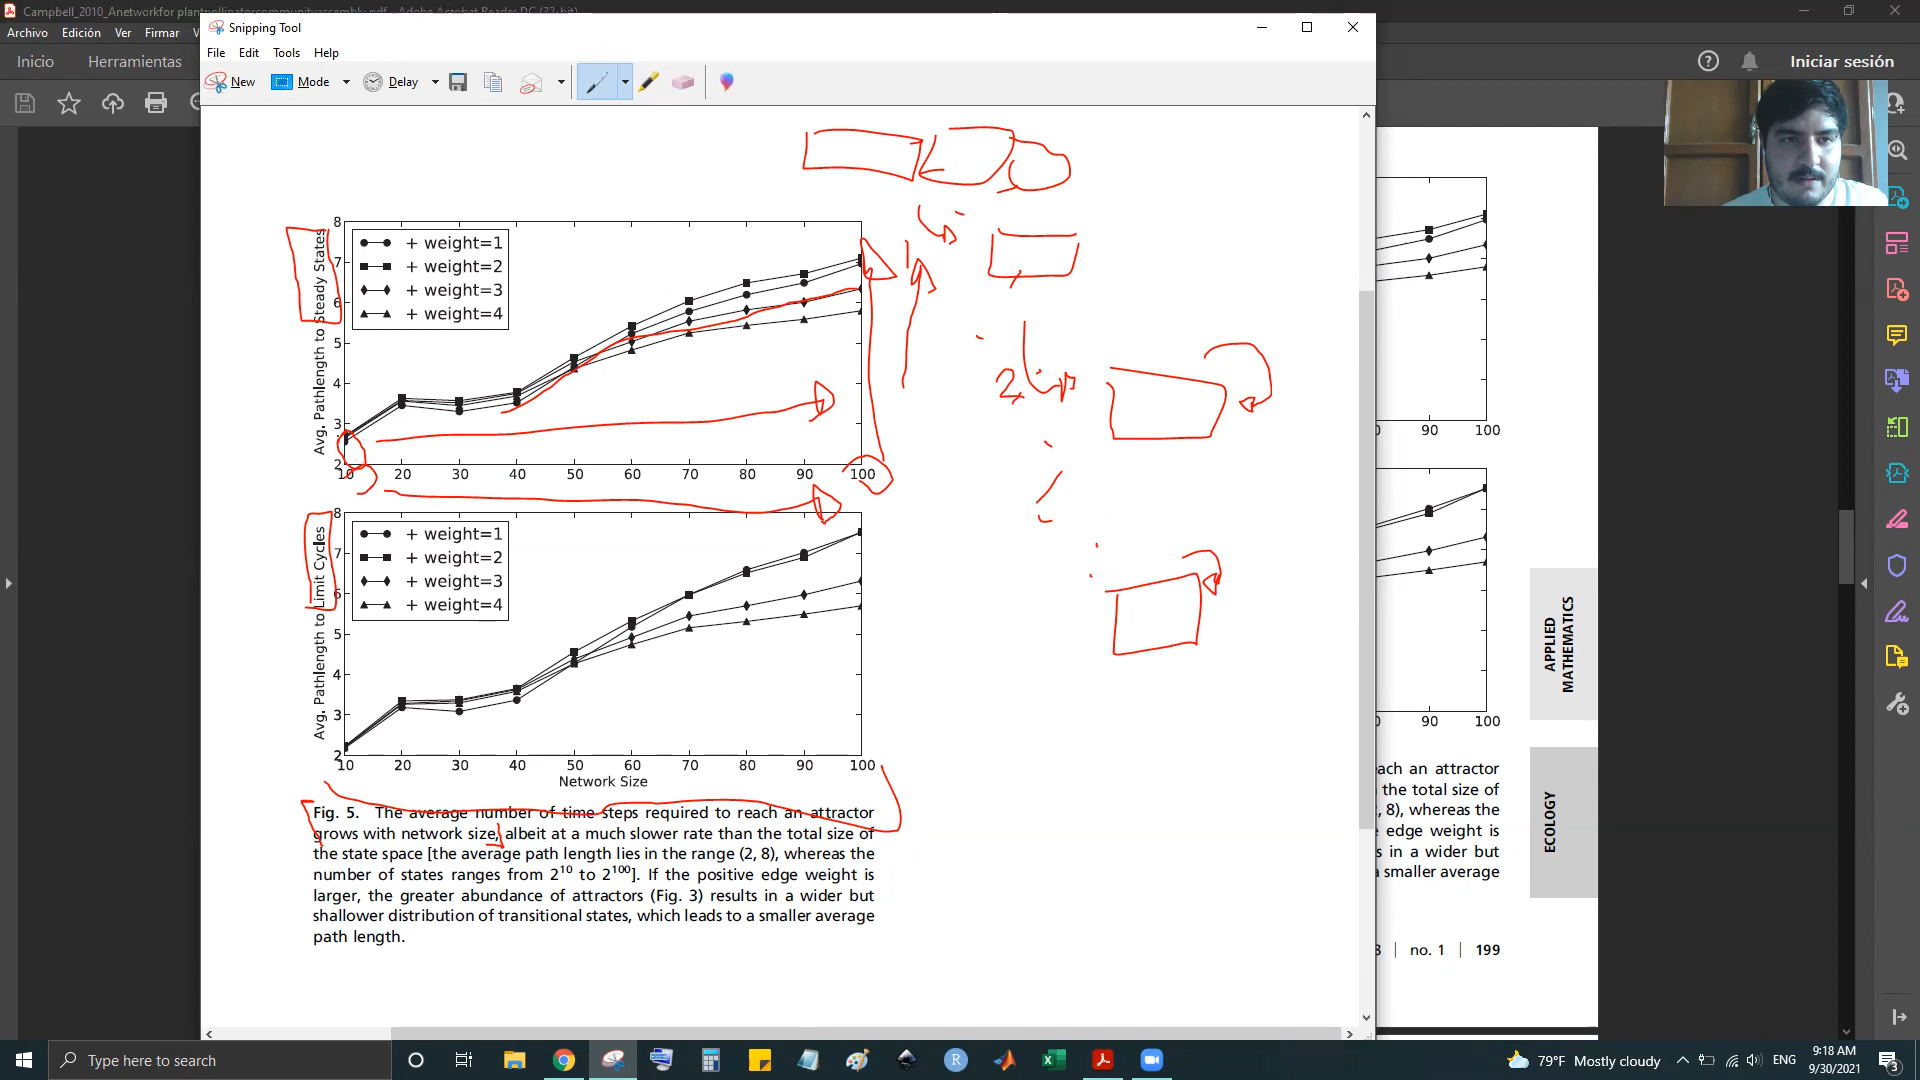 Campbell_2010_Anetworkfor plantpollinatorcommunityassembly.pdf - Adobe Acrobat Reader DC (32-bit)
Archivo Edición Ver Firmar
Inicio Herramientas
Iniciar sesión
Snipping Tool
File Edit Tools Help
New Mode Delay
Avg. Pathlength to Steady States
8
7
6
5
4
3
2
+ weight=1
+ weight=2
+ weight=3
+ weight=4
10 20 30 40 50 60 70 80 90 100
Avg. Pathlength to Limit Cycles
8
7
6
5
4
3
2
+ weight=1
+ weight=2
+ weight=3
+ weight=4
10 20 30 40 50 60 70 80 90 100
Network Size
Fig. 5. The average number of time steps required to reach an attractor
grows with network size, albeit at a much slower rate than the total size of
the state space [the average path length lies in the range (2, 8), whereas the
number of states ranges from 2¹⁰ to 2¹⁰⁰]. If the positive edge weight is
larger, the greater abundance of attractors (Fig. 3) results in a wider but
shallower distribution of transitional states, which leads to a smaller average
path length.
90 100
90 100
each an attractor
the total size of
, 8), whereas the
edge weight is
s in a wider but
a smaller average
APPLIED
MATHEMATICS
ECOLOGY
no. 1 | 199
Type here to search
79°F Mostly cloudy
ENG
9:18 AM
9/30/2021
3